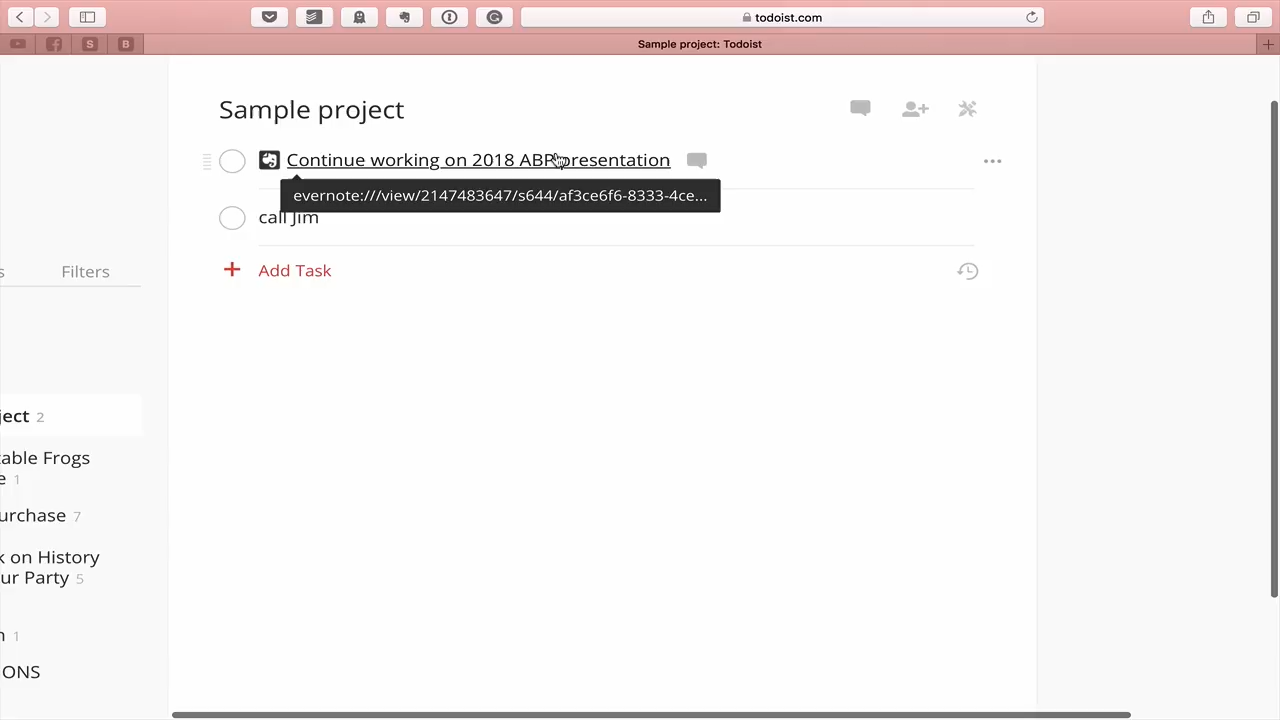 todoist.com
S
B
Sample project: Todoist
Sample project
Continue working on 2018 ABR presentation
evernote:///view/2147483647/s644/af3ce6f6-8333-4ce...
call Jim
Add Task
s
Filters
ject 2
able Frogs
e 1
urchase 7
k on History
ur Party 5
n 1
ONS